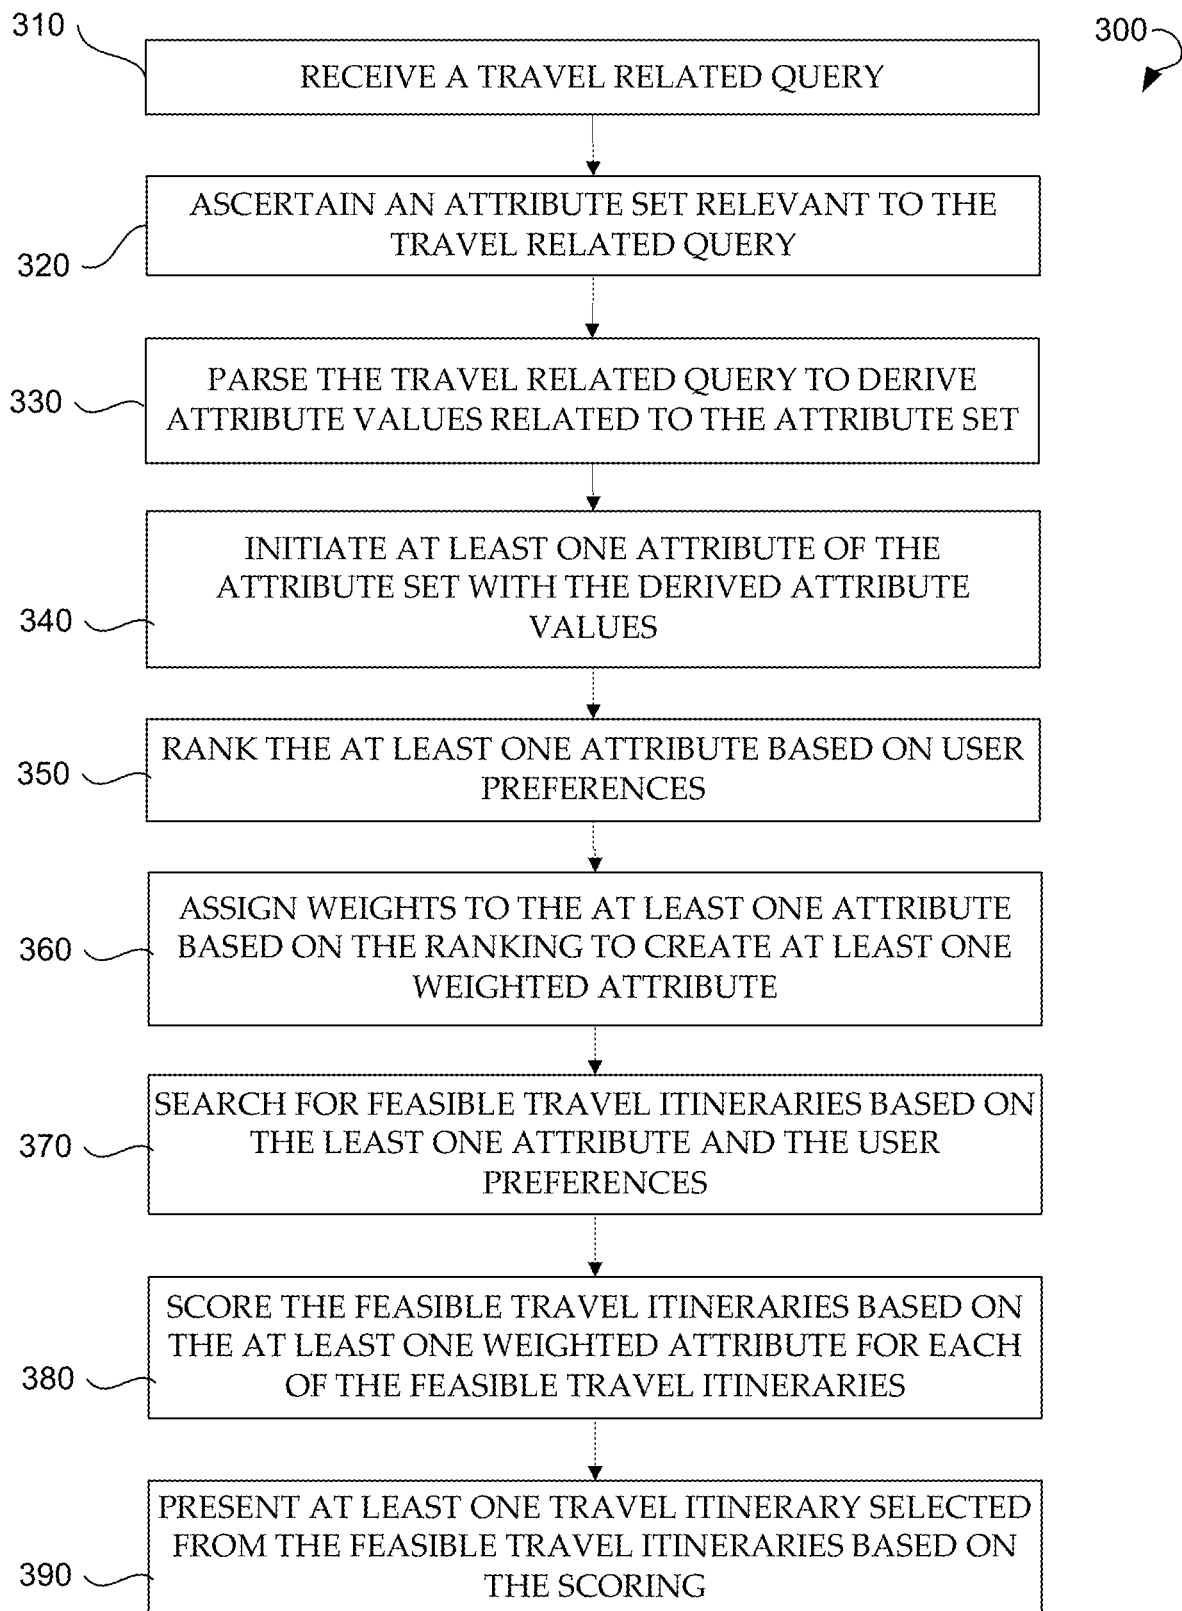 310
300
RECEIVE A TRAVEL RELATED QUERY
ASCERTAIN AN ATTRIBUTE SET RELEVANT TO THE
TRAVEL RELATED QUERY
320
PARSE THE TRAVEL RELATED QUERY TO DERIVE
ATTRIBUTE VALUES RELATED TO THE ATTRIBUTE SET
330
INITIATE AT LEAST ONE ATTRIBUTE OF THE
ATTRIBUTE SET WITH THE DERIVED ATTRIBUTE
VALUES
340
RANK THE AT LEAST ONE ATTRIBUTE BASED ON USER
PREFERENCES
350
ASSIGN WEIGHTS TO THE AT LEAST ONE ATTRIBUTE
BASED ON THE RANKING TO CREATE AT LEAST ONE
WEIGHTED ATTRIBUTE
360
SEARCH FOR FEASIBLE TRAVEL ITINERARIES BASED ON
THE LEAST ONE ATTRIBUTE AND THE USER
PREFERENCES
370
SCORE THE FEASIBLE TRAVEL ITINERARIES BASED ON
THE AT LEAST ONE WEIGHTED ATTRIBUTE FOR EACH
OF THE FEASIBLE TRAVEL ITINERARIES
380
PRESENT AT LEAST ONE TRAVEL ITINERARY SELECTED
FROM THE FEASIBLE TRAVEL ITINERARIES BASED ON
THE SCORING
390